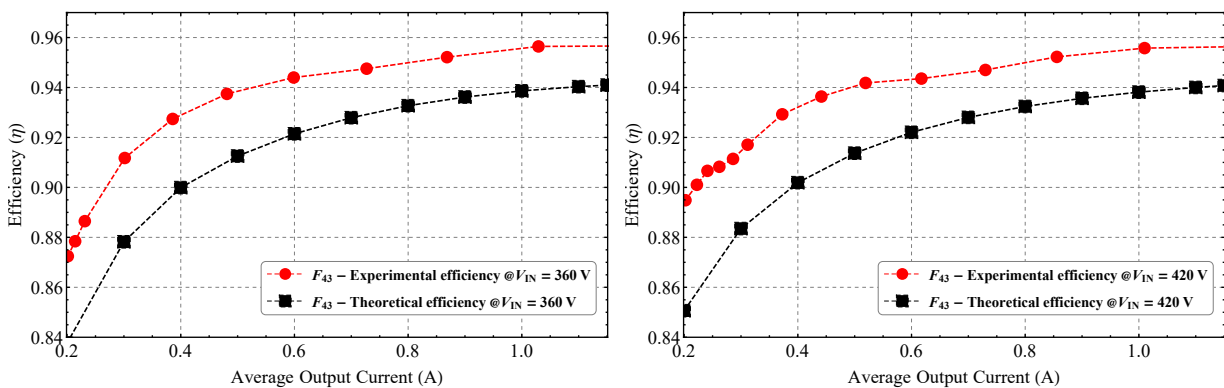 0.96
0.94
0.92
0.90
0.88
0.86
0.84
Efficiency (η)
F43 – Experimental efficiency @VIN = 360 V
F43 – Theoretical efficiency @VIN = 360 V
0.2 0.4 0.6 0.8 1.0
Average Output Current (A)
0.96
0.94
0.92
0.90
0.88
0.86
0.84
Efficiency (η)
F43 – Experimental efficiency @VIN = 420 V
F43 – Theoretical efficiency @VIN = 420 V
0.2 0.4 0.6 0.8 1.0
Average Output Current (A)